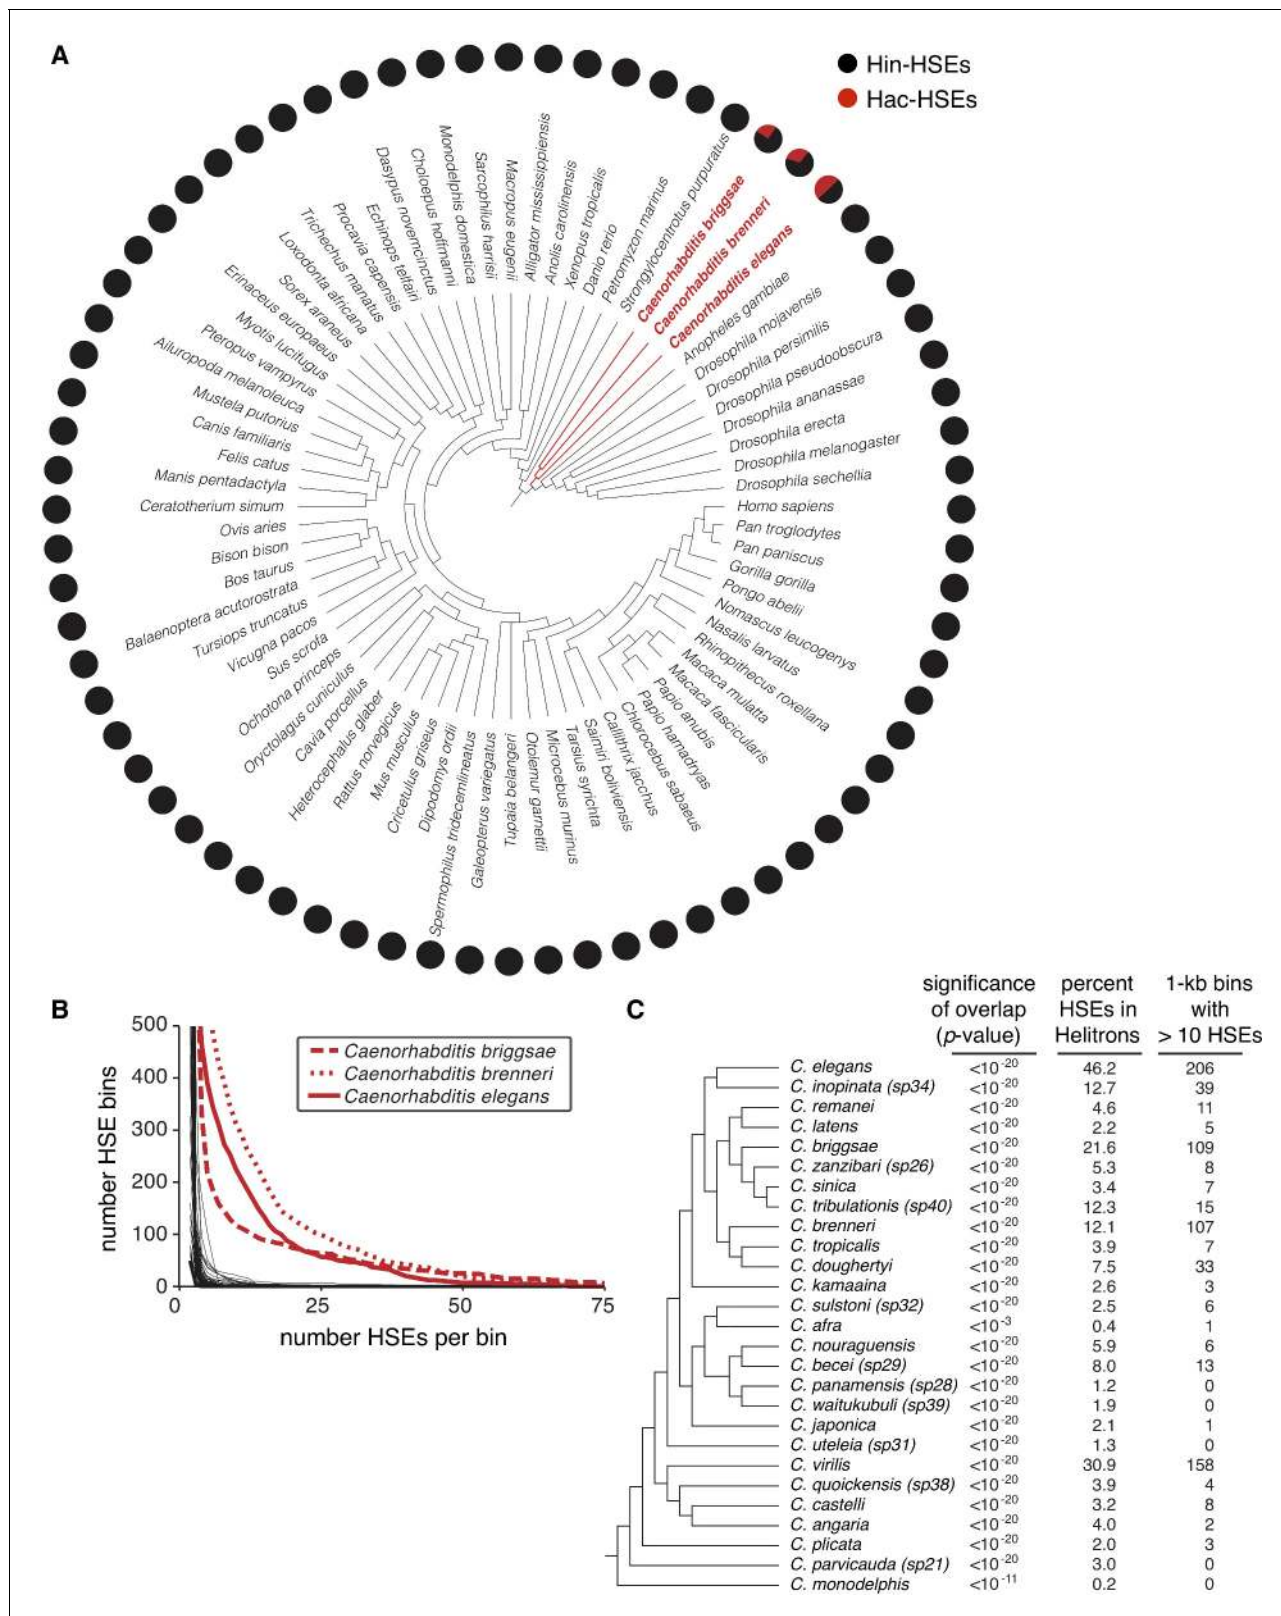 A
Hin-HSEs
Hac-HSEs
Strongylocentrotus purpuratus
Caenorhabditis briggsae
Caenorhabditis brenneri
Caenorhabditis elegans
Anopheles gambiae
Drosophila mojavensis
Drosophila persimilis
Drosophila pseudoobscura
Drosophila ananassae
Drosophila erecta
Drosophila melanogaster
Drosophila sechellia
Homo sapiens
Pan troglodytes
Pan paniscus
Gorilla gorilla
Pongo abelii
Nomascus leucogenys
Nasalis larvatus
Rhinopithecus roxellana
Macaca mulatta
Macaca fascicularis
Papio anubis
Papio hamadryas
Chlorocebus sabaeus
Callithrix jacchus
Saimiri boliviensis
Tarsius syrichta
Microcebus murinus
Otolemur garnettii
Tupaia belangeri
Galeopterus variegatus
Spermophilus tridecemlineatus
Dipodomys ordii
Cricetulus griseus
Mus musculus
Rattus norvegicus
Heterocephalus glaber
Cavia porcellus
Oryctolagus cuniculus
Ochotona princeps
Sus scrofa
Vicugna pacos
Tursiops truncatus
Balaenoptera acutorostrata
Bos taurus
Bison bison
Ovis aries
Ceratotherium simum
Manis pentadactyla
Felis catus
Canis familiaris
Mustela putorius
Ailuropoda melanoleuca
Pteropus vampyrus
Myotis lucifugus
Erinaceus europaeus
Sorex araneus
Loxodonta africana
Trichechus manatus
Procavia capensis
Echinops telfairi
Dasypus novemcinctus
Choloepus hoffmanni
Monodelphis domestica
Sarcophilus harrisii
Macropus eugenii
Alligator mississippiensis
Anolis carolinensis
Xenopus tropicalis
Danio rerio
Petromyzon marinus
B
500
400
300
200
100
0
number HSE bins
0 25 50 75
number HSEs per bin
Caenorhabditis briggsae
Caenorhabditis brenneri
Caenorhabditis elegans
C
significance of overlap (p-value)
percent HSEs in Helitrons
1-kb bins with > 10 HSEs
C. elegans <10-20 46.2 206
C. inopinata (sp34) <10-20 12.7 39
C. remanei <10-20 4.6 11
C. latens <10-20 2.2 5
C. briggsae <10-20 21.6 109
C. zanzibari (sp26) <10-20 5.3 8
C. sinica <10-20 3.4 7
C. tribulationis (sp40) <10-20 12.3 15
C. brenneri <10-20 12.1 107
C. tropicalis <10-20 3.9 7
C. doughertyi <10-20 7.5 33
C. kamaaina <10-20 2.6 3
C. sulstoni (sp32) <10-20 2.5 6
C. afra <10-3 0.4 1
C. nouraguensis <10-20 5.9 6
C. becei (sp29) <10-20 8.0 13
C. panamensis (sp28) <10-20 1.2 0
C. waitukubuli (sp39) <10-20 1.9 0
C. japonica <10-20 2.1 1
C. uteleia (sp31) <10-20 1.3 0
C. virilis <10-20 30.9 158
C. quoickensis (sp38) <10-20 3.9 4
C. castelli <10-20 3.2 8
C. angaria <10-20 4.0 2
C. plicata <10-20 2.0 3
C. parvicauda (sp21) <10-20 3.0 0
C. monodelphis <10-11 0.2 0